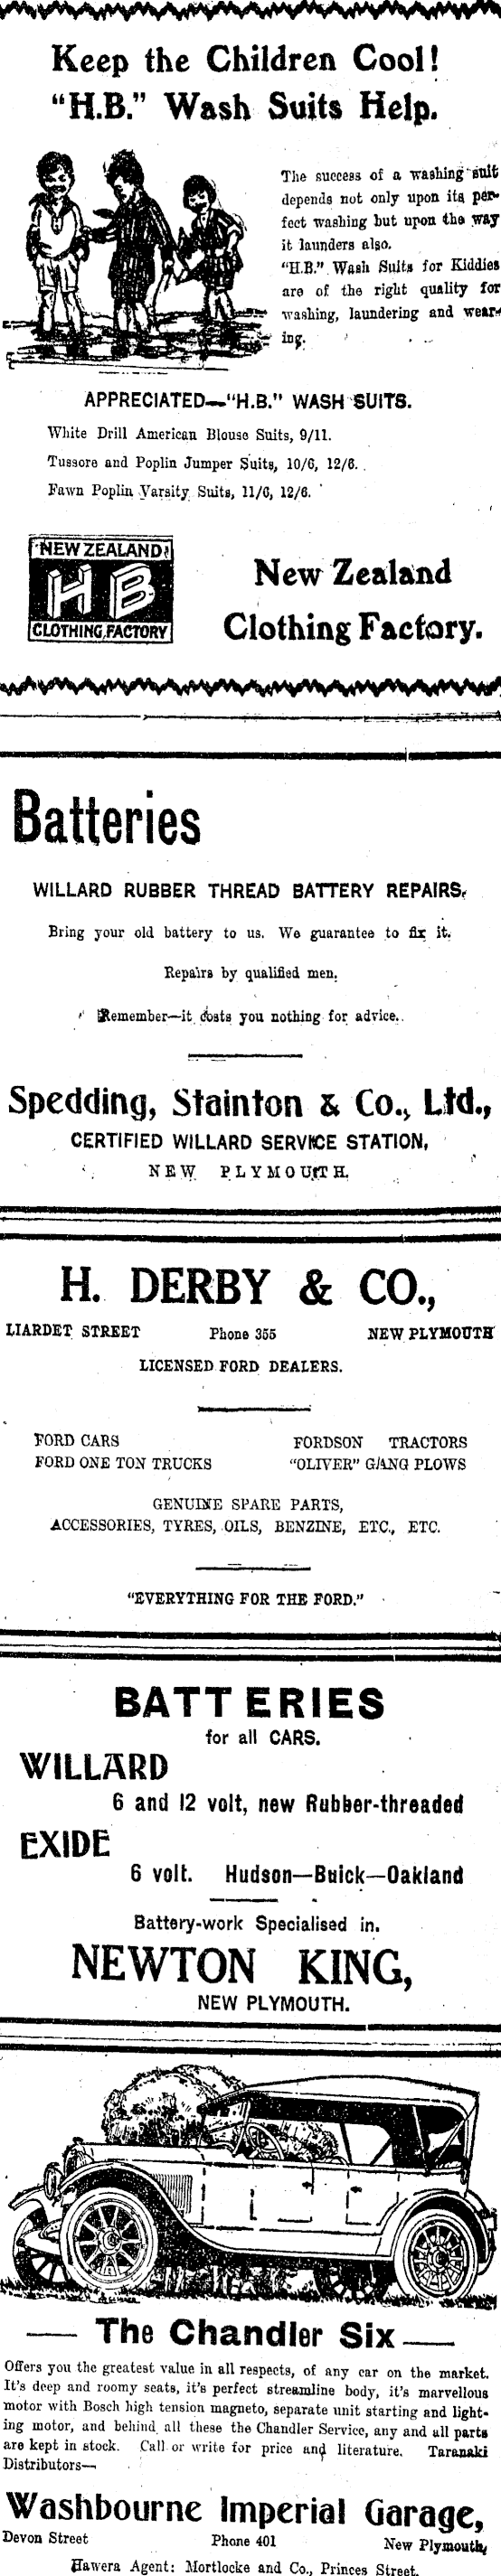 Keep the Children Cool!
"H.B." Wash Suits Help.
The success of a washing suit
depends not only upon its per-
fect washing but upon the way
it launders also.
"H.B." Wash Suits for Kiddies
are of the right quality for
washing, laundering and wear-
ing.
APPRECIATED—"H.B." WASH SUITS.
White Drill American Blouse Suits, 9/11.
Tussore and Poplin Jumper Suits, 10/6, 12/6.
Fawn Poplin Varsity Suits, 11/6, 12/6.
NEW ZEALAND
HB
CLOTHING FACTORY
New Zealand
Clothing Factory.
Batteries
WILLARD RUBBER THREAD BATTERY REPAIRS.
Bring your old battery to us. We guarantee to fix it.
Repairs by qualified men.
Remember—it costs you nothing for advice.
Spedding, Stainton & Co., Ltd.,
CERTIFIED WILLARD SERVICE STATION,
NEW PLYMOUTH.
H. DERBY & CO.,
LIARDET STREET Phone 355 NEW PLYMOUTH
LICENSED FORD DEALERS.
FORD CARS FORDSON TRACTORS
FORD ONE TON TRUCKS "OLIVER" GANG PLOWS
GENUINE SPARE PARTS,
ACCESSORIES, TYRES, OILS, BENZINE, ETC., ETC.
"EVERYTHING FOR THE FORD."
BATTERIES
for all CARS.
WILLARD
6 and 12 volt, new Rubber-threaded
EXIDE
6 volt. Hudson—Buick—Oakland
Battery-work Specialised in.
NEWTON KING,
NEW PLYMOUTH.
— The Chandler Six —
Offers you the greatest value in all respects, of any car on the market.
It's deep and roomy seats, it's perfect streamline body, it's marvellous
motor with Bosch high tension magneto, separate unit starting and light-
ing motor, and behind all these the Chandler Service, any and all parts
are kept in stock. Call or write for price and literature. Taranaki
Distributors—
Washbourne Imperial Garage,
Devon Street Phone 401 New Plymouth
Hawera Agent: Mortlocke and Co., Princes Street.